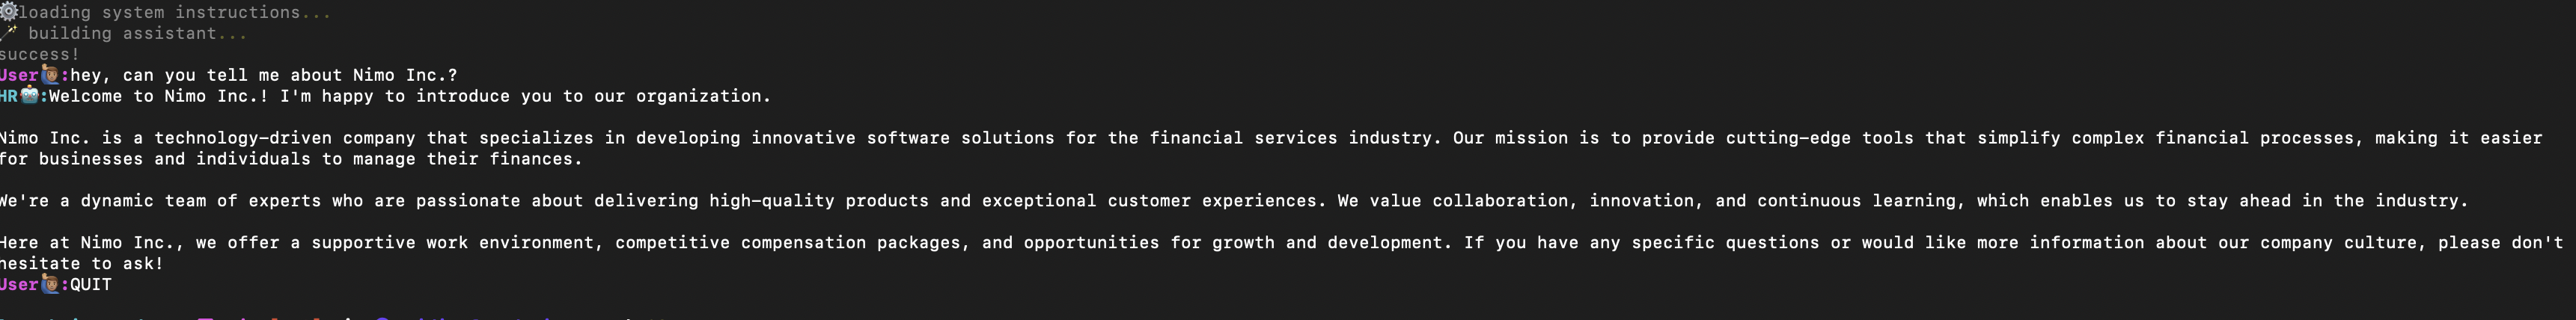 loading system instructions...
building assistant...
success!
User🙋🏽:hey, can you tell me about Nimo Inc.?
HR🤖:Welcome to Nimo Inc.! I'm happy to introduce you to our organization.
Nimo Inc. is a technology-driven company that specializes in developing innovative software solutions for the financial services industry. Our mission is to provide cutting-edge tools that simplify complex financial processes, making it easier
for businesses and individuals to manage their finances.
We're a dynamic team of experts who are passionate about delivering high-quality products and exceptional customer experiences. We value collaboration, innovation, and continuous learning, which enables us to stay ahead in the industry.
Here at Nimo Inc., we offer a supportive work environment, competitive compensation packages, and opportunities for growth and development. If you have any specific questions or would like more information about our company culture, please don't
hesitate to ask!
User🙋🏽:QUIT